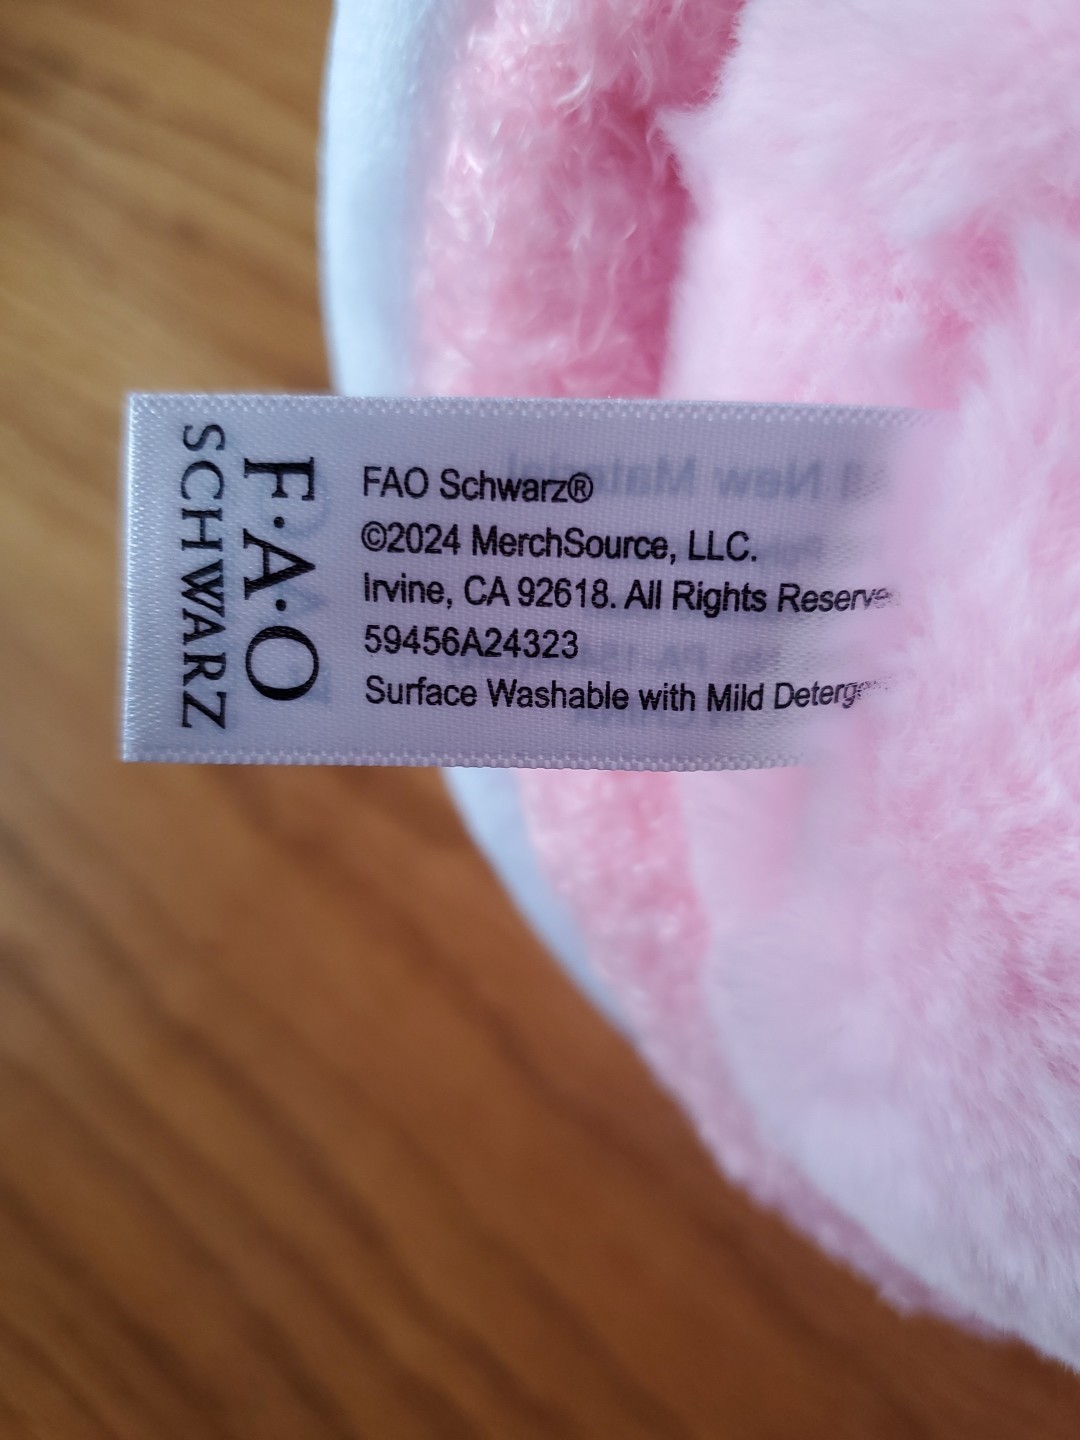 F·A·O
SCHWARZ
FAO Schwarz®
©2024 MerchSource, LLC.
Irvine, CA 92618. All Rights
59456A24323
Surface Washable with Mild